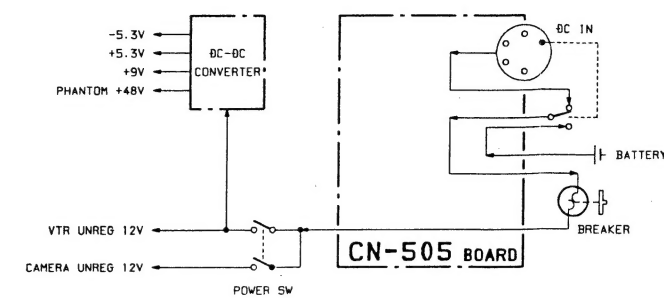 -5.3V
+5.3V
+9V
PHANTOM +48V
DC-DC
CONVERTER
DC IN
BATTERY
BREAKER
VTR UNREG 12V
CAMERA UNREG 12V
POWER SW
CN-505 BOARD